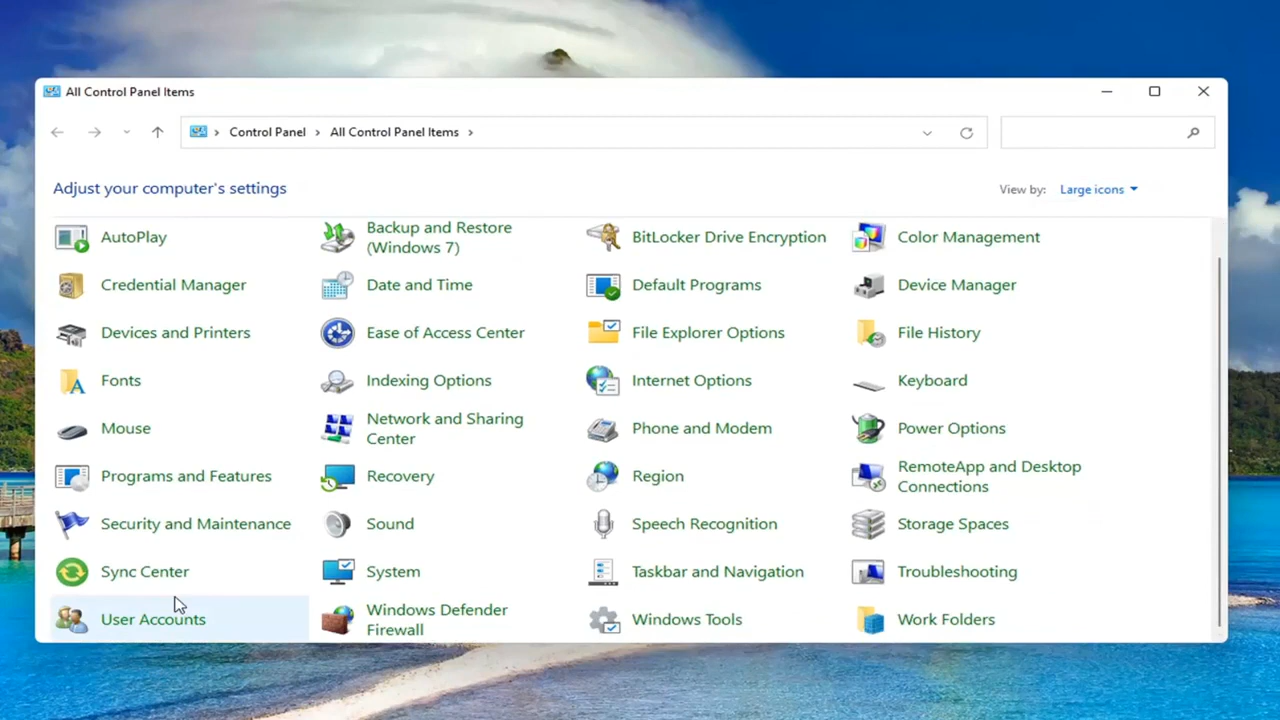 All Control Panel Items
Control Panel > All Control Panel Items >
Adjust your computer's settings
View by: Large icons
AutoPlay
Backup and Restore
(Windows 7)
BitLocker Drive Encryption
Color Management
Credential Manager
Date and Time
Default Programs
Device Manager
Devices and Printers
Ease of Access Center
File Explorer Options
File History
Fonts
Indexing Options
Internet Options
Keyboard
Mouse
Network and Sharing
Center
Phone and Modem
Power Options
Programs and Features
Recovery
Region
RemoteApp and Desktop
Connections
Security and Maintenance
Sound
Speech Recognition
Storage Spaces
Sync Center
System
Taskbar and Navigation
Troubleshooting
User Accounts
Windows Defender
Firewall
Windows Tools
Work Folders